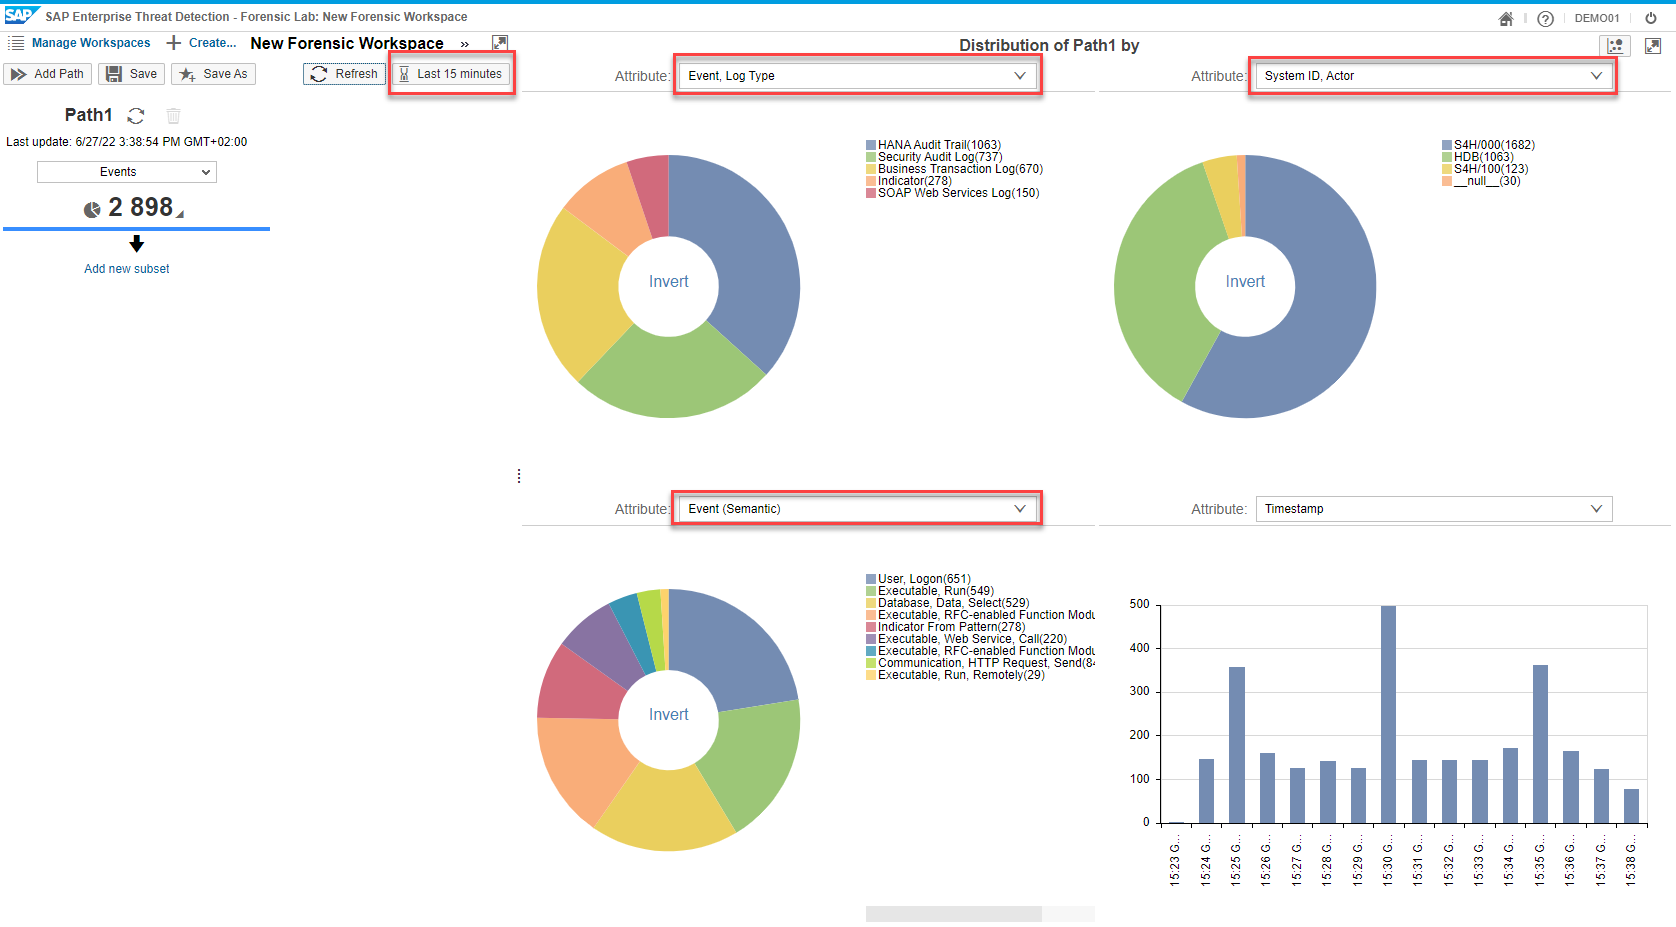 SAP SAP Enterprise Threat Detection - Forensic Lab: New Forensic Workspace
? DEMO01
Manage Workspaces Create... New Forensic Workspace »
Distribution of Path1 by
Add Path Save Save As Refresh Last 15 minutes
Attribute: Event, Log Type
Attribute: System ID, Actor
Path1
Last update: 6/27/22 3:38:54 PM GMT+02:00
Events
2 898
Add new subset
Invert
HANA Audit Trail(1063)
Security Audit Log(737)
Business Transaction Log(670)
Indicator(278)
SOAP Web Services Log(150)
Invert
S4H/000(1682)
HDB(1063)
S4H/100(123)
__null__(30)
Attribute: Event (Semantic)
Attribute: Timestamp
Invert
User, Logon(651)
Executable, Run(549)
Database, Data, Select(529)
Executable, RFC-enabled Function Modu
Indicator From Pattern(278)
Executable, Web Service, Call(220)
Executable, RFC-enabled Function Modu
Communication, HTTP Request, Send(84
Executable, Run, Remotely(29)
500
400
300
200
100
0
15:23 G...
15:24 G...
15:25 G...
15:26 G...
15:27 G...
15:28 G...
15:29 G...
15:30 G...
15:31 G...
15:32 G...
15:33 G...
15:34 G...
15:35 G...
15:36 G...
15:37 G...
15:38 G...